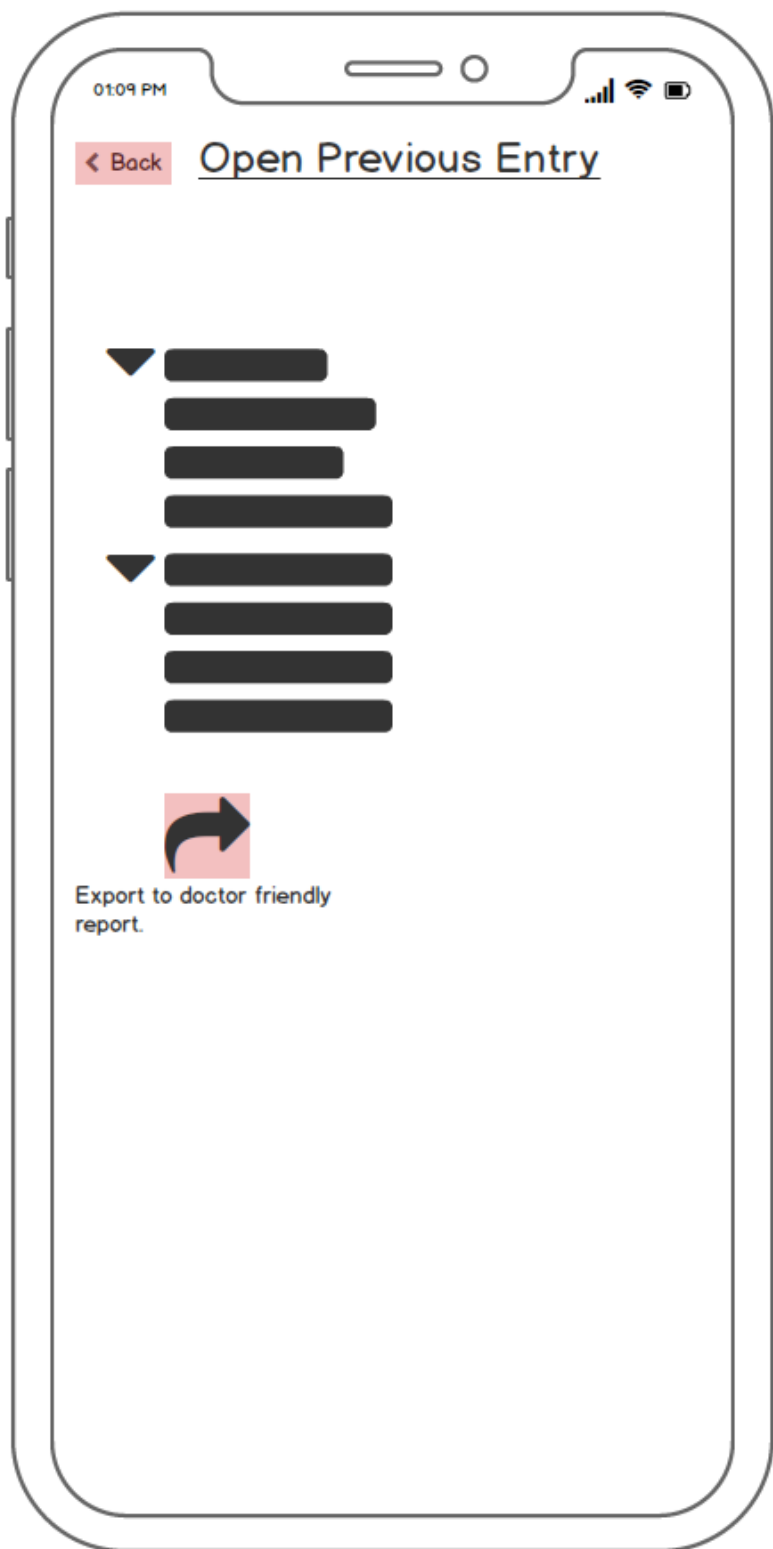 01:09 PM
Back
Open Previous Entry
Export to doctor friendly
report.